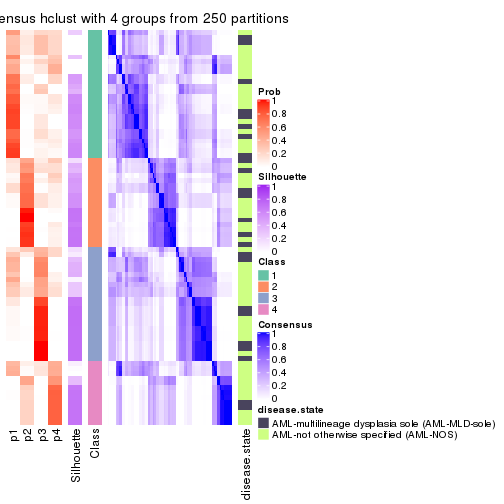 ensus hclust with 4 groups from 250 partitions
Prob
1
0.8
0.6
0.4
0.2
0
Silhouette
1
0.8
0.6
0.4
0.2
0
Class
1
2
3
4
Consensus
1
0.8
0.6
0.4
0.2
0
disease.state
AML-multilineage dysplasia sole (AML-MLD-sole)
AML-not otherwise specified (AML-NOS)
p1
p2
p3
p4
Silhouette
Class
disease.state